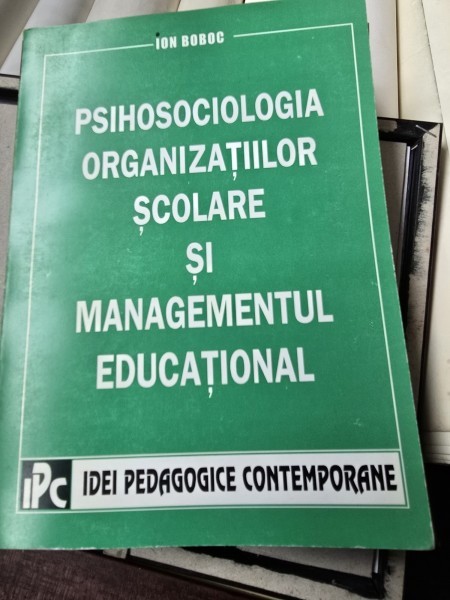 ION BOBOC
PSIHOSOCIOLOGIA
ORGANIZAȚIILOR
ȘCOLARE
ȘI
MANAGEMENTUL
EDUCAȚIONAL
IPC IDEI PEDAGOGICE CONTEMPORANE